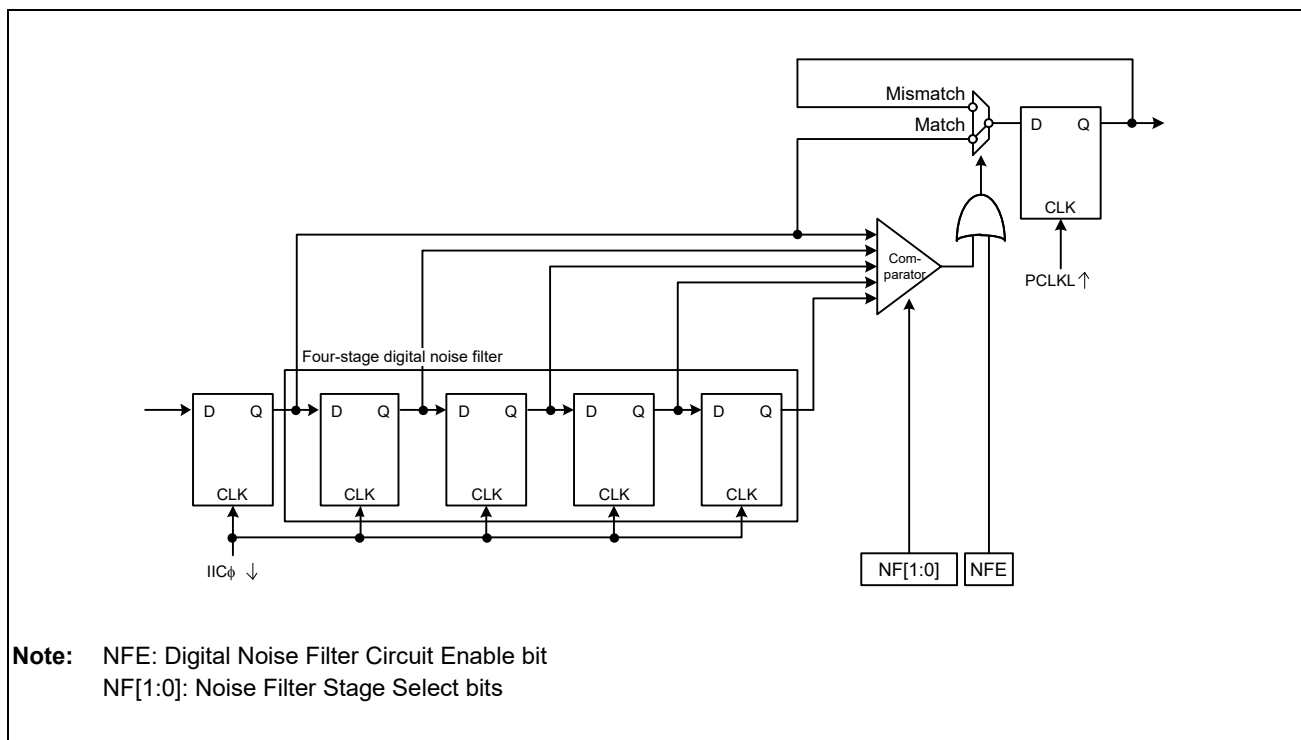 Mismatch
Match
D Q
CLK
PCLKL ↑
Com-
parator
Four-stage digital noise filter
D Q
D Q
D Q
D Q
D Q
CLK
CLK
CLK
CLK
CLK
IICϕ ↓
NF[1:0]
NFE
Note: NFE: Digital Noise Filter Circuit Enable bit
NF[1:0]: Noise Filter Stage Select bits